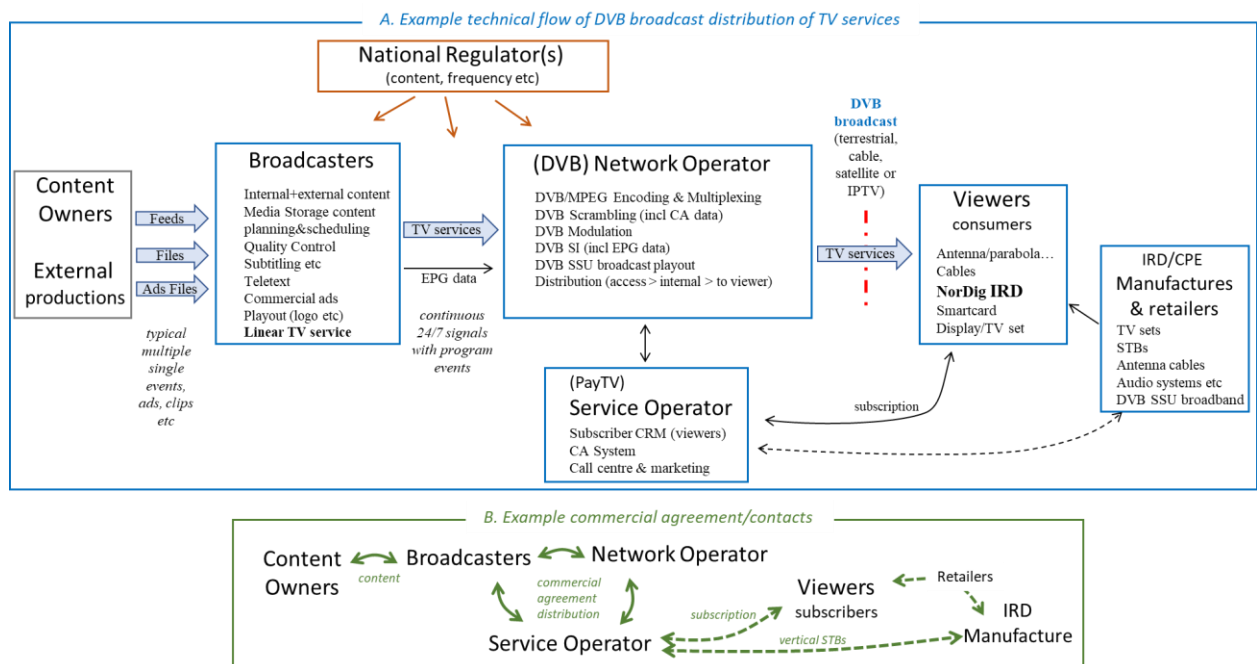 A. Example technical flow of DVB broadcast distribution of TV services
National Regulator(s)
(content, frequency etc)
Content
Owners
External
productions
Feeds
Files
Ads Files
typical
multiple
single
events,
ads, clips
etc
Broadcasters
Internal+external content
Media Storage content
planning&scheduling
Quality Control
Subtitling etc
Teletext
Commercial ads
Playout (logo etc)
Linear TV service
TV services
EPG data
continuous
24/7 signals
with program
events
(DVB) Network Operator
DVB/MPEG Encoding & Multiplexing
DVB Scrambling (incl CA data)
DVB Modulation
DVB SI (incl EPG data)
DVB SSU broadcast playout
Distribution (access > internal > to viewer)
DVB
broadcast
(terrestrial,
cable,
satellite or
IPTV)
TV services
Viewers
consumers
Antenna/parabola…
Cables
NorDig IRD
Smartcard
Display/TV set
IRD/CPE
Manufactures
& retailers
TV sets
STBs
Antenna cables
Audio systems etc
DVB SSU broadband
(PayTV)
Service Operator
Subscriber CRM (viewers)
CA System
Call centre & marketing
subscription
B. Example commercial agreement/contacts
Content
Owners
content
Broadcasters
Network Operator
commercial
agreement
distribution
Service Operator
subscription
Viewers
subscribers
Retailers
IRD
Manufacture
vertical STBs